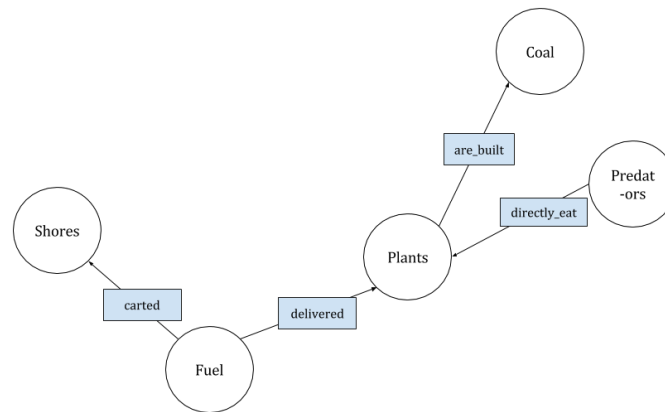 Coal
are_built
Predat
-ors
directly_eat
Shores
Plants
carted
delivered
Fuel